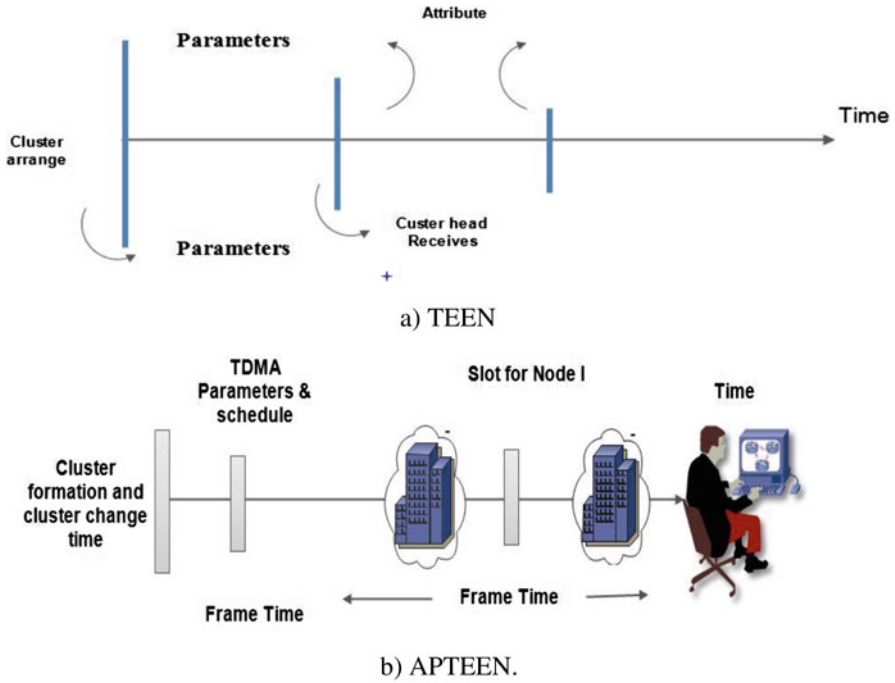 Attribute
Parameters
Time
Cluster
arrange
Custer head
Receives
Parameters
a) TEEN
TDMA
Parameters &
schedule
Slot for Node I
Time
Cluster
formation and
cluster change
time
Frame Time
Frame Time
b) APTEEN.